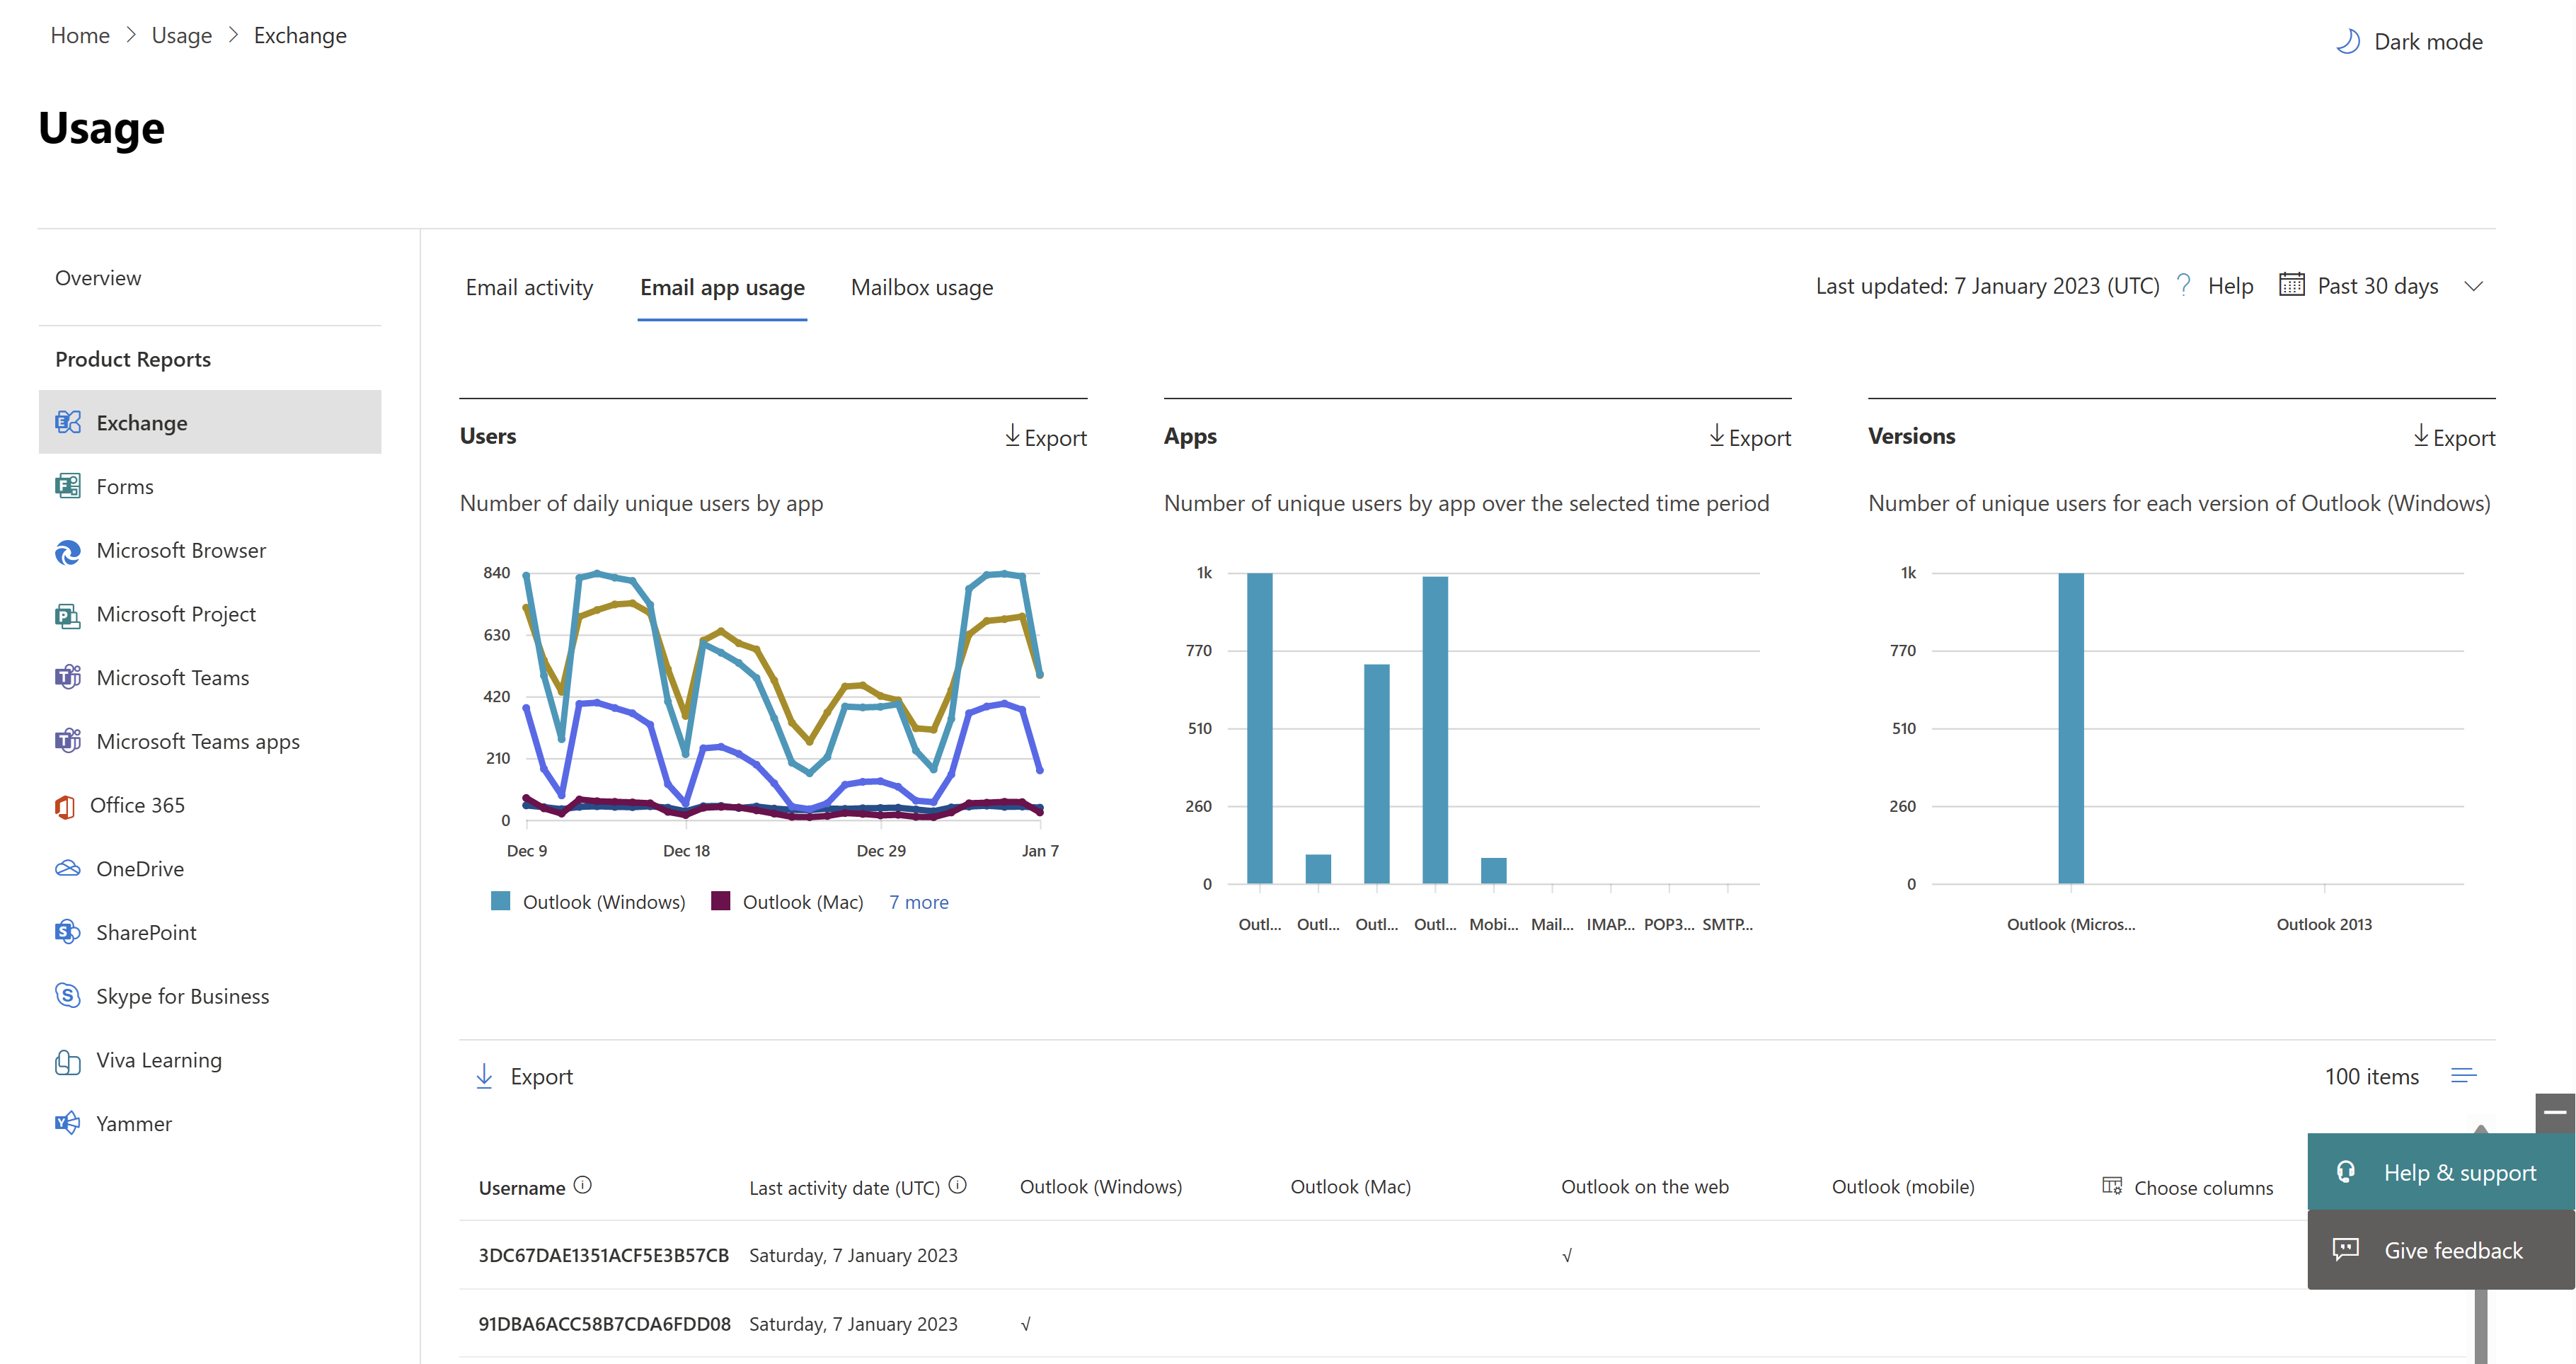 Home > Usage > Exchange
Dark mode
Usage
Overview
Product Reports
Exchange
Forms
Microsoft Browser
Microsoft Project
Microsoft Teams
Microsoft Teams apps
Office 365
OneDrive
SharePoint
Skype for Business
Viva Learning
Yammer
Email activity Email app usage Mailbox usage
Last updated: 7 January 2023 (UTC) ? Help Past 30 days
Users
Export
Number of daily unique users by app
840
630
420
210
0
Dec 9 Dec 18 Dec 29 Jan 7
Outlook (Windows) Outlook (Mac) 7 more
Apps
Export
Number of unique users by app over the selected time period
1k
770
510
260
0
Outl... Outl... Outl... Outl... Mobi... Mail... IMAP... POP3... SMTP...
Versions
Export
Number of unique users for each version of Outlook (Windows)
1k
770
510
260
0
Outlook (Micros... Outlook 2013
Export
100 items
Username Last activity date (UTC) Outlook (Windows) Outlook (Mac) Outlook on the web Outlook (mobile) Choose columns
3DC67DAE1351ACF5E3B57CB Saturday, 7 January 2023 √
91DBA6ACC58B7CDA6FDD08 Saturday, 7 January 2023 √
Help & support
Give feedback